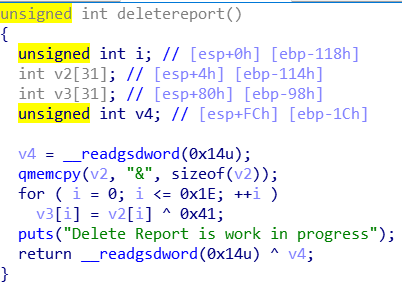 unsigned int deletereport()
{
  unsigned int i; // [esp+0h] [ebp-118h]
  int v2[31]; // [esp+4h] [ebp-114h]
  int v3[31]; // [esp+80h] [ebp-98h]
  unsigned int v4; // [esp+FCh] [ebp-1Ch]

  v4 = __readgsdword(0x14u);
  qmemcpy(v2, "&", sizeof(v2));
  for ( i = 0; i <= 0x1E; ++i )
    v3[i] = v2[i] ^ 0x41;
  puts("Delete Report is work in progress");
  return __readgsdword(0x14u) ^ v4;
}